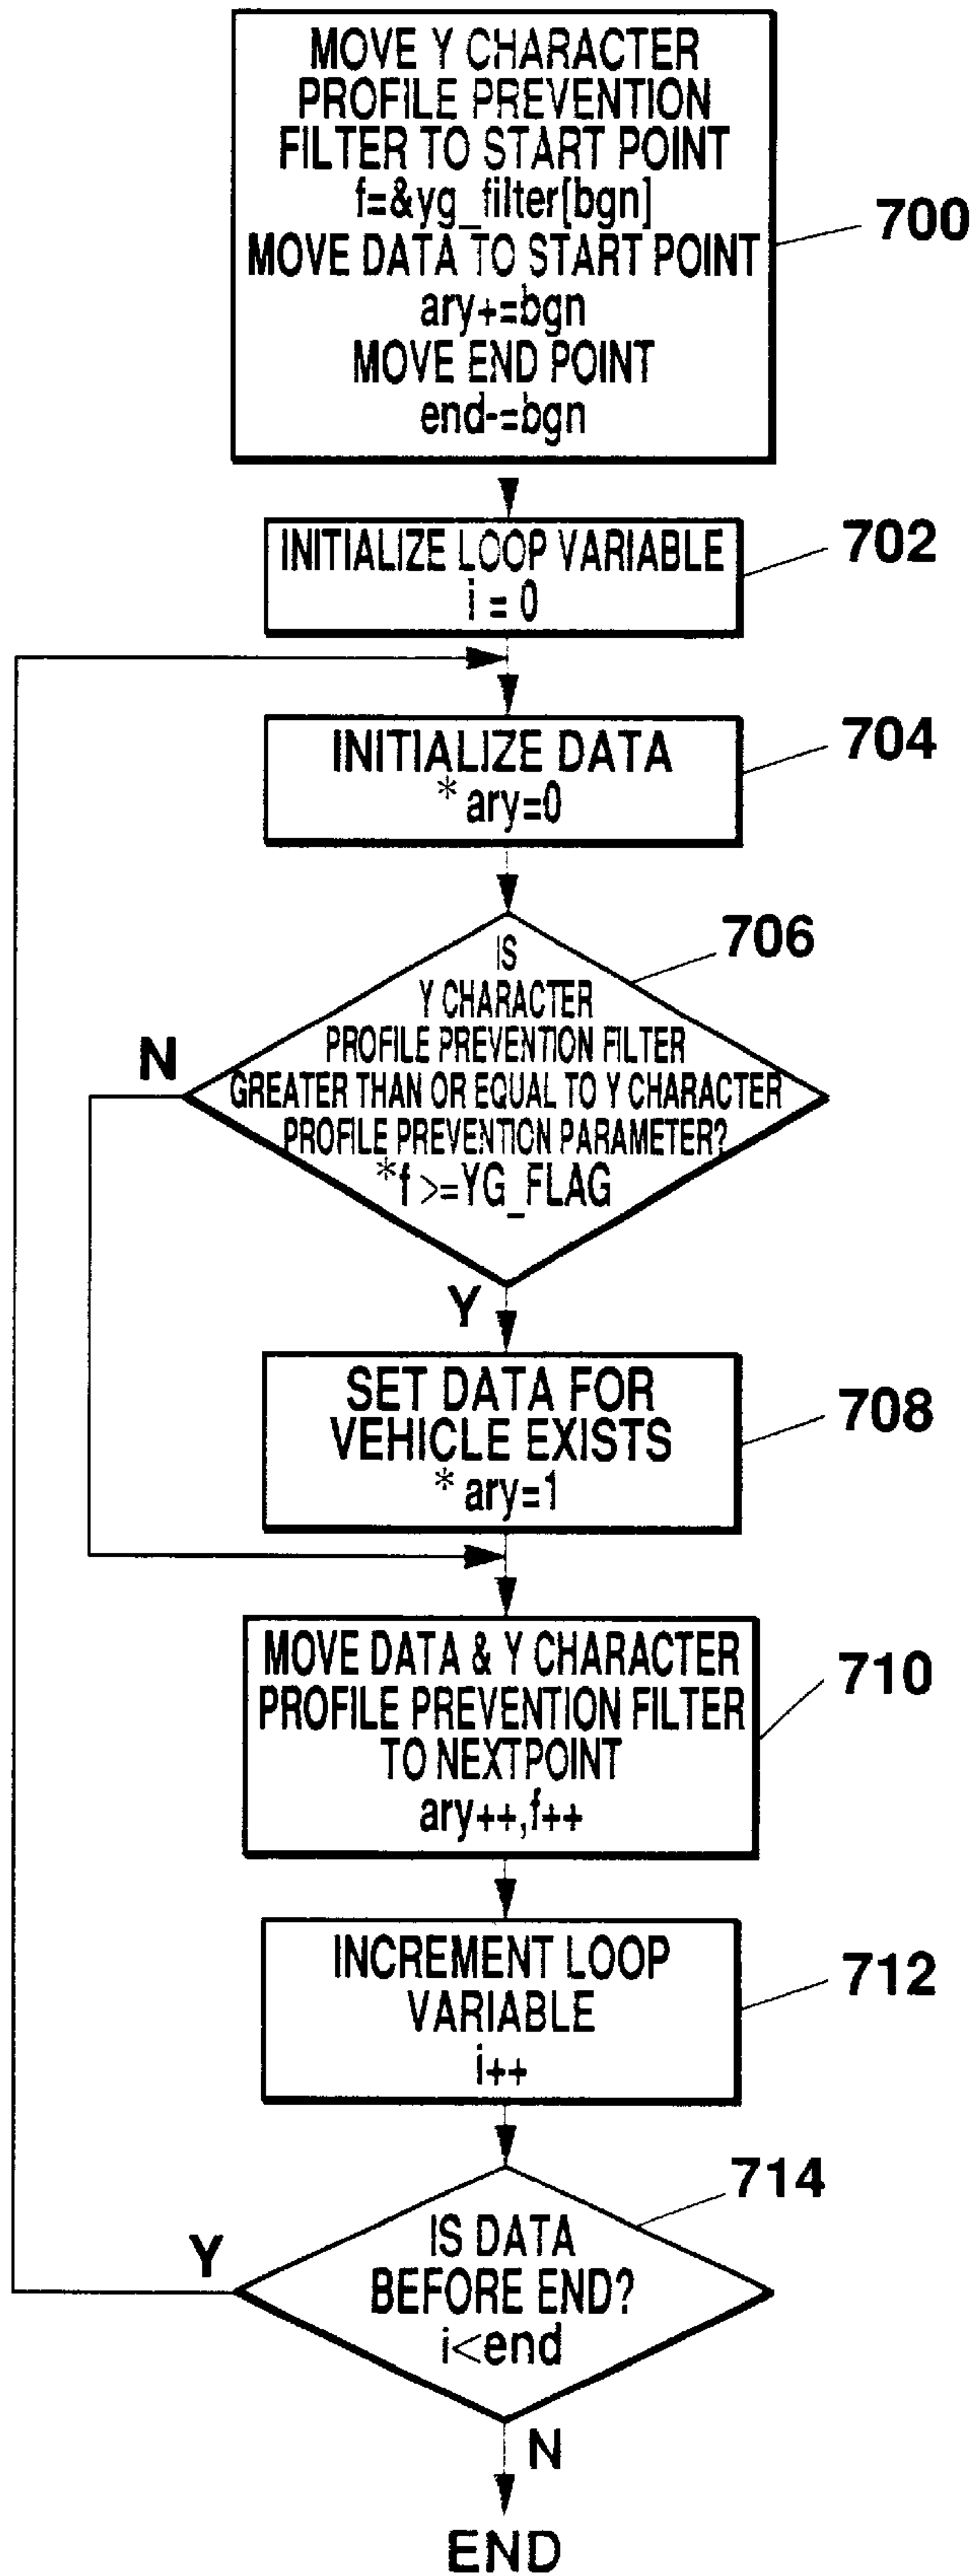 MOVE Y CHARACTER
PROFILE PREVENTION
FILTER TO START POINT
f=&yg_filter[bgn]
MOVE DATA TO START POINT
ary+=bgn
MOVE END POINT
end-=bgn
700
INITIALIZE LOOP VARIABLE
i = 0
702
INITIALIZE DATA
* ary=0
704
IS
Y CHARACTER
PROFILE PREVENTION FILTER
GREATER THAN OR EQUAL TO Y CHARACTER
PROFILE PREVENTION PARAMETER?
*f >=YG_FLAG
706
N
Y
SET DATA FOR
VEHICLE EXISTS
* ary=1
708
MOVE DATA & Y CHARACTER
PROFILE PREVENTION FILTER
TO NEXTPOINT
ary++,f++
710
INCREMENT LOOP
VARIABLE
i++
712
IS DATA
BEFORE END?
i<end
714
Y
N
END